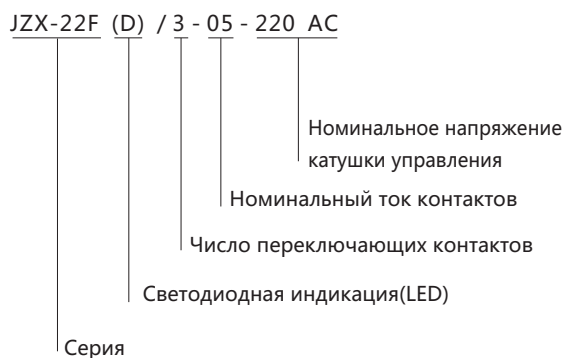 JZX-22F (D) / 3 - 05 - 220 AC
Номинальное напряжение
катушки управления
Номинальный ток контактов
Число переключающих контактов
Светодиодная индикация(LED)
Серия